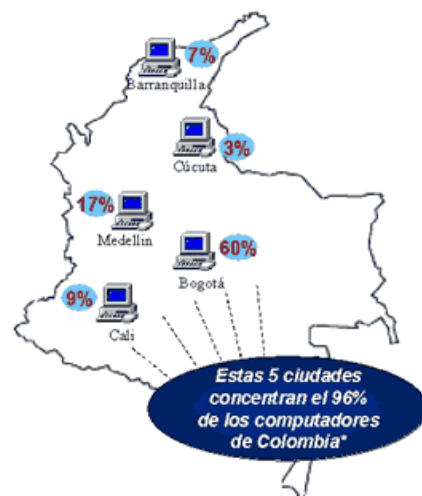 7%
Barranquilla
3%
Cúcuta
17%
Medellin
60%
Bogotá
9%
Cali
Estas 5 ciudades
concentran el 96%
de los computadores
de Colombia*